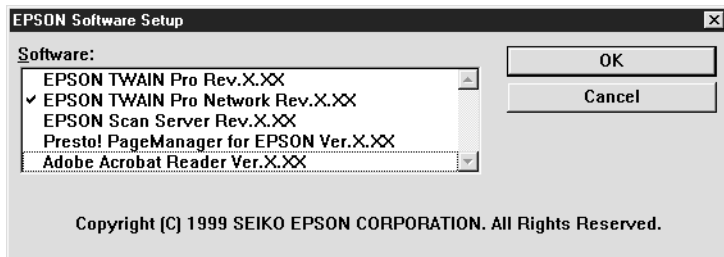 EPSON Software Setup
Software:
EPSON TWAIN Pro Rev.X.XX
✔ EPSON TWAIN Pro Network Rev.X.XX
EPSON Scan Server Rev.X.XX
Presto! PageManager for EPSON Ver.X.XX
Adobe Acrobat Reader Ver.X.XX
OK
Cancel
Copyright (C) 1999 SEIKO EPSON CORPORATION. All Rights Reserved.